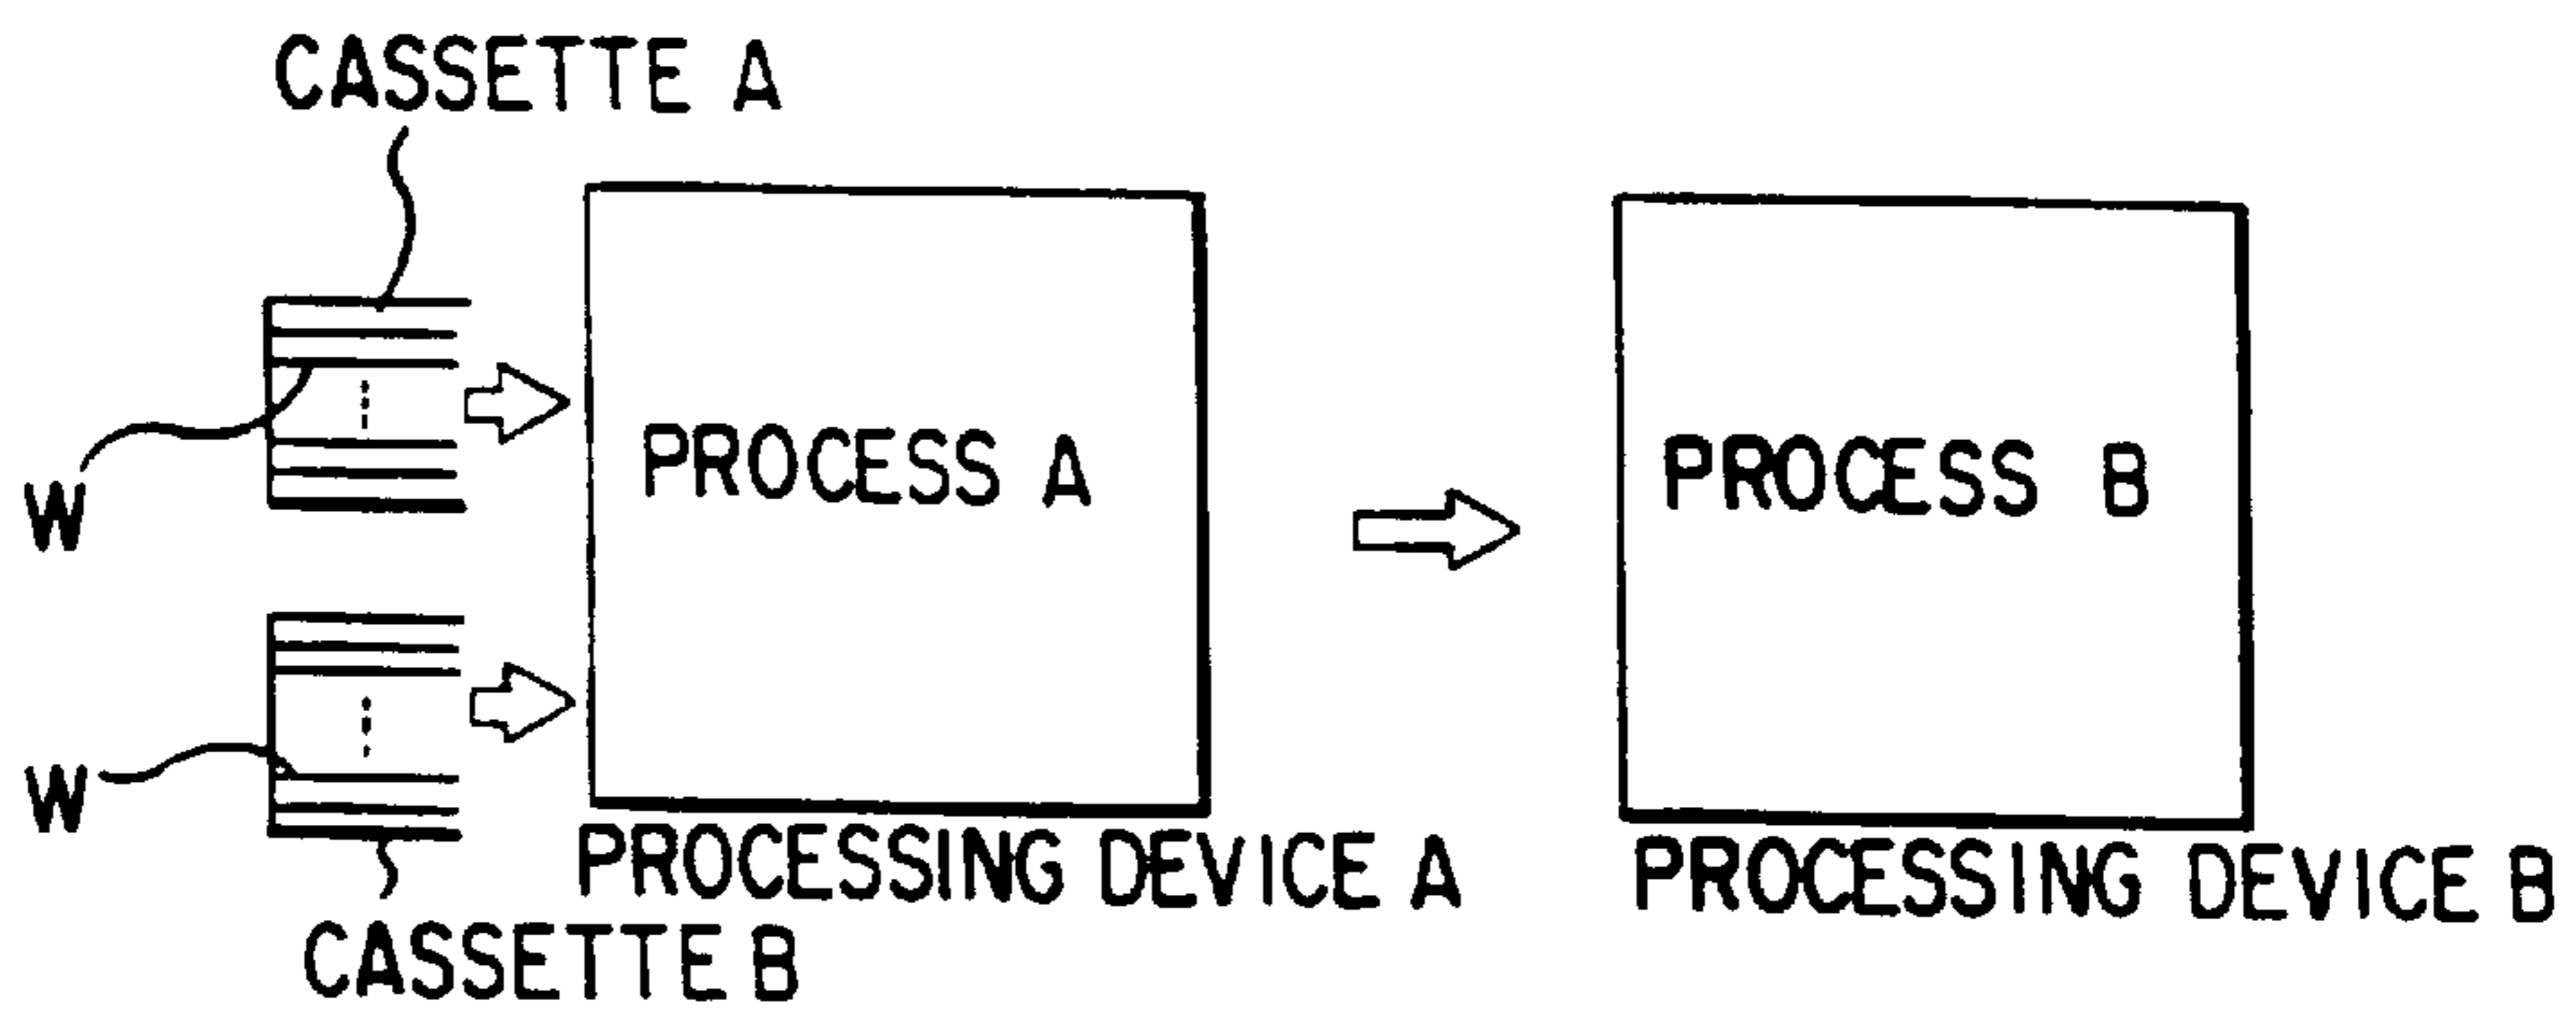 CASSETTE A
PROCESS A
PROCESS B
W
W
PROCESSING DEVICE A
PROCESSING DEVICE B
CASSETTE B